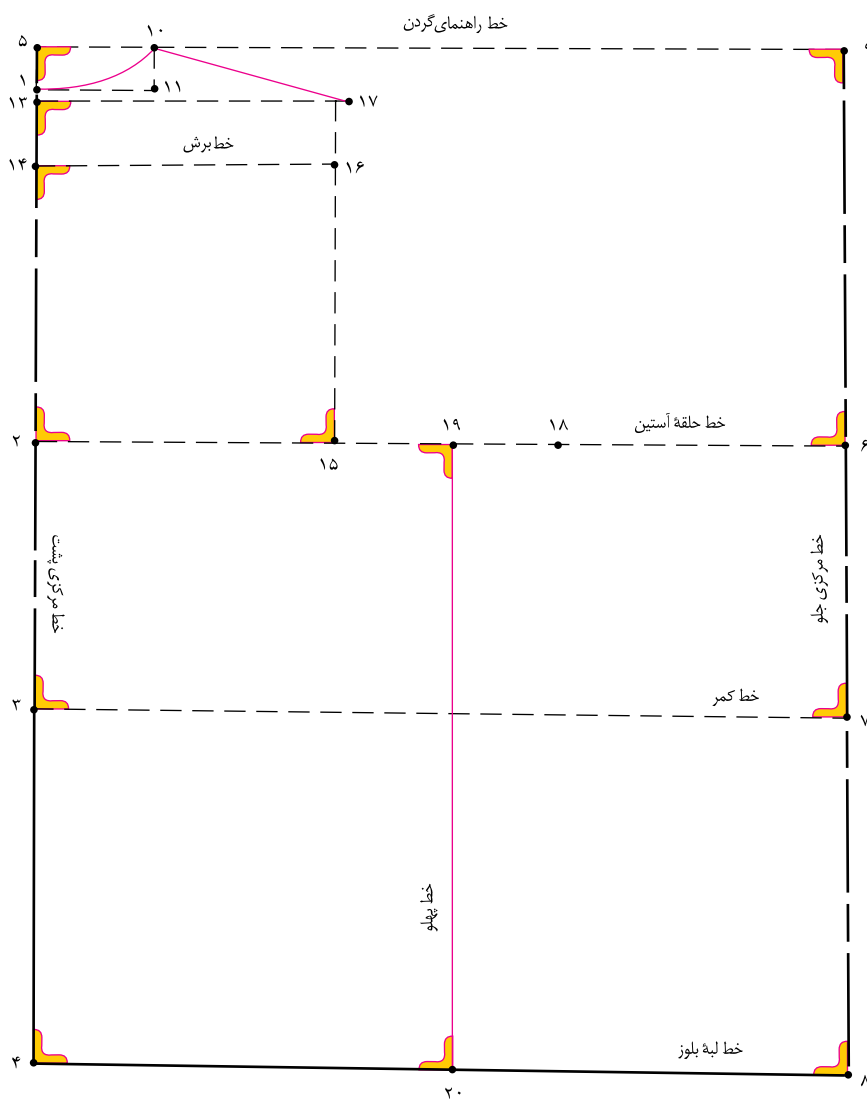 خط راهنمای گردن
۵
۱۰
۱
۱۱
۱۳
۱۷
خط برش
۱۴
۱۶
خط حلقهٔ آستین
۲
۱۹
۱۸
۶
۱۵
خط مرکزی پشت
خط مرکزی جلو
۳
خط کمر
۷
خط پهلو
خط لبهٔ بلوز
۴
۸
۲۰